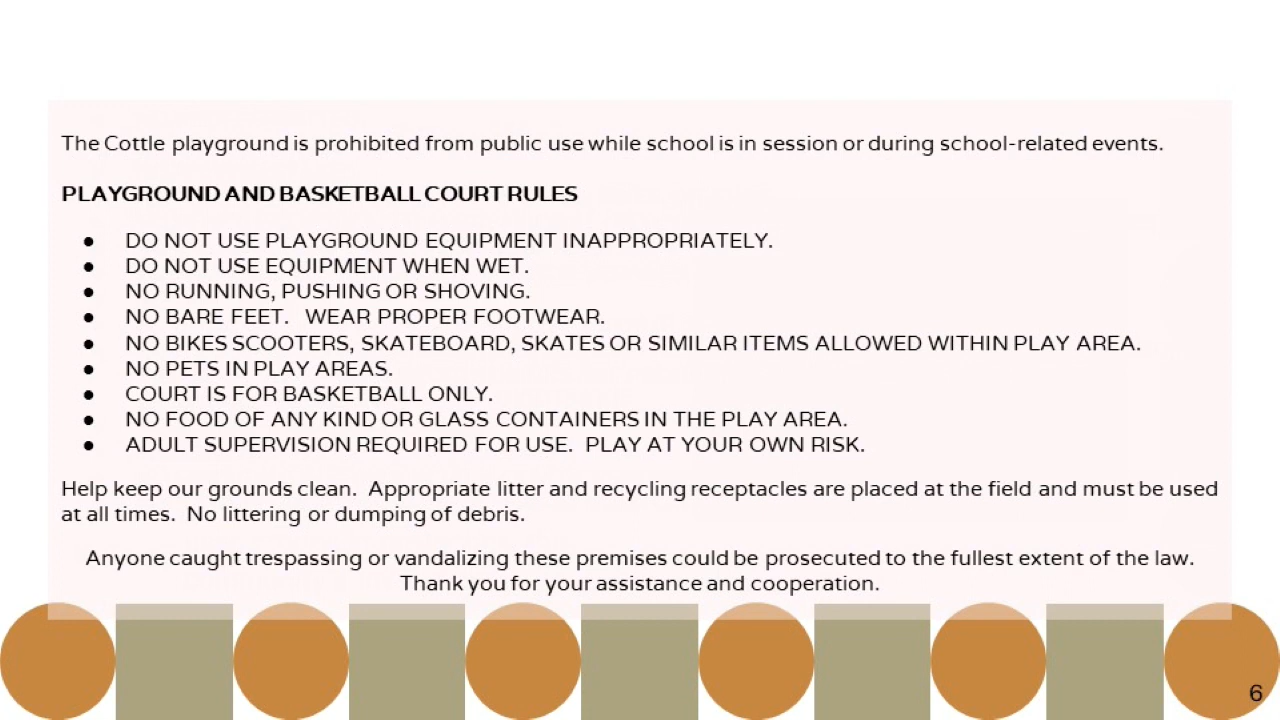 The Cottle playground is prohibited from public use while school is in session or during school-related events.
PLAYGROUND AND BASKETBALL COURT RULES
● DO NOT USE PLAYGROUND EQUIPMENT INAPPROPRIATELY.
● DO NOT USE EQUIPMENT WHEN WET.
● NO RUNNING, PUSHING OR SHOVING.
● NO BARE FEET.   WEAR PROPER FOOTWEAR.
● NO BIKES SCOOTERS, SKATEBOARD, SKATES OR SIMILAR ITEMS ALLOWED WITHIN PLAY AREA.
● NO PETS IN PLAY AREAS.
● COURT IS FOR BASKETBALL ONLY.
● NO FOOD OF ANY KIND OR GLASS CONTAINERS IN THE PLAY AREA.
● ADULT SUPERVISION REQUIRED FOR USE.  PLAY AT YOUR OWN RISK.
Help keep our grounds clean.  Appropriate litter and recycling receptacles are placed at the field and must be used
at all times.  No littering or dumping of debris.
Anyone caught trespassing or vandalizing these premises could be prosecuted to the fullest extent of the law.
Thank you for your assistance and cooperation.
6